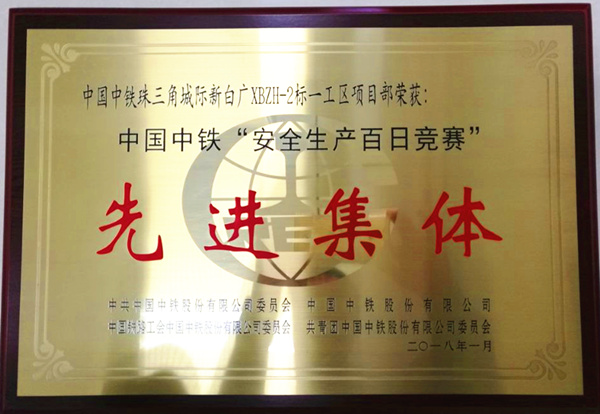 中国中铁珠三角城际新白广XBZH-2标一工区项目部荣获:
中国中铁“安全生产百日竞赛”
先进集体
中共中国中铁股份有限公司委员会 中国中铁股份有限公司
中国铁路工会中国中铁股份有限公司委员会 共青团中国中铁股份有限公司委员会
二〇一八年一月